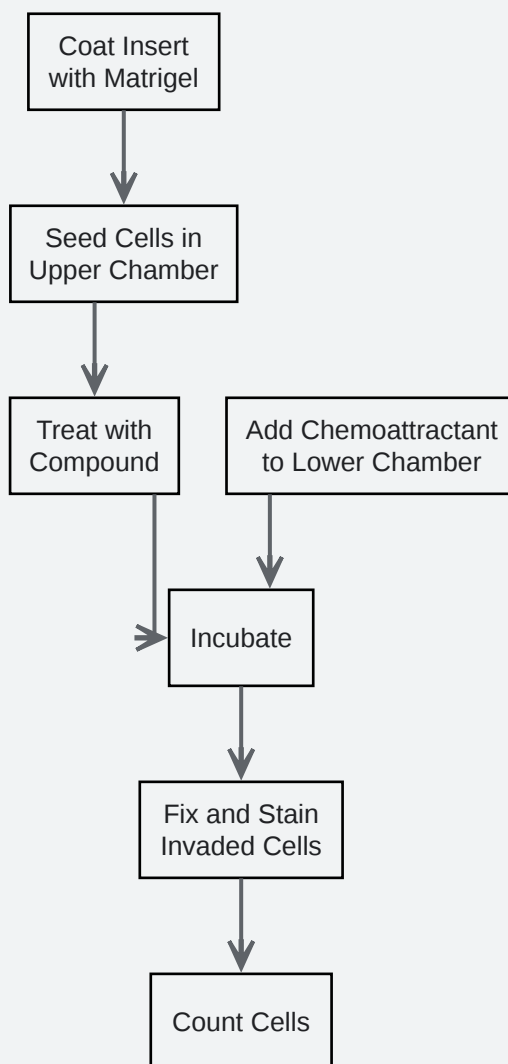 Coat Insert
with Matrigel
Seed Cells in
Upper Chamber
Treat with
Compound
Add Chemoattractant
to Lower Chamber
Incubate
Fix and Stain
Invaded Cells
Count Cells